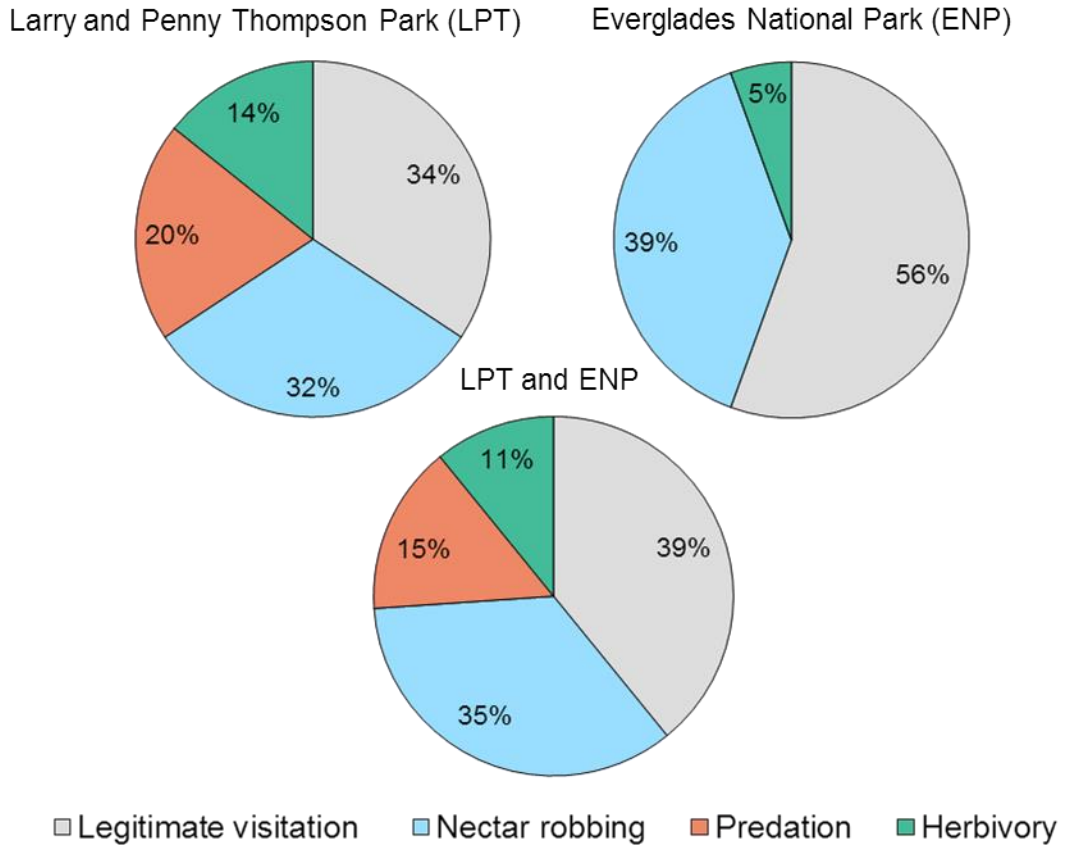 Larry and Penny Thompson Park (LPT)
Everglades National Park (ENP)
14%
34%
20%
32%
5%
39%
56%
LPT and ENP
11%
39%
15%
35%
Legitimate visitation
Nectar robbing
Predation
Herbivory